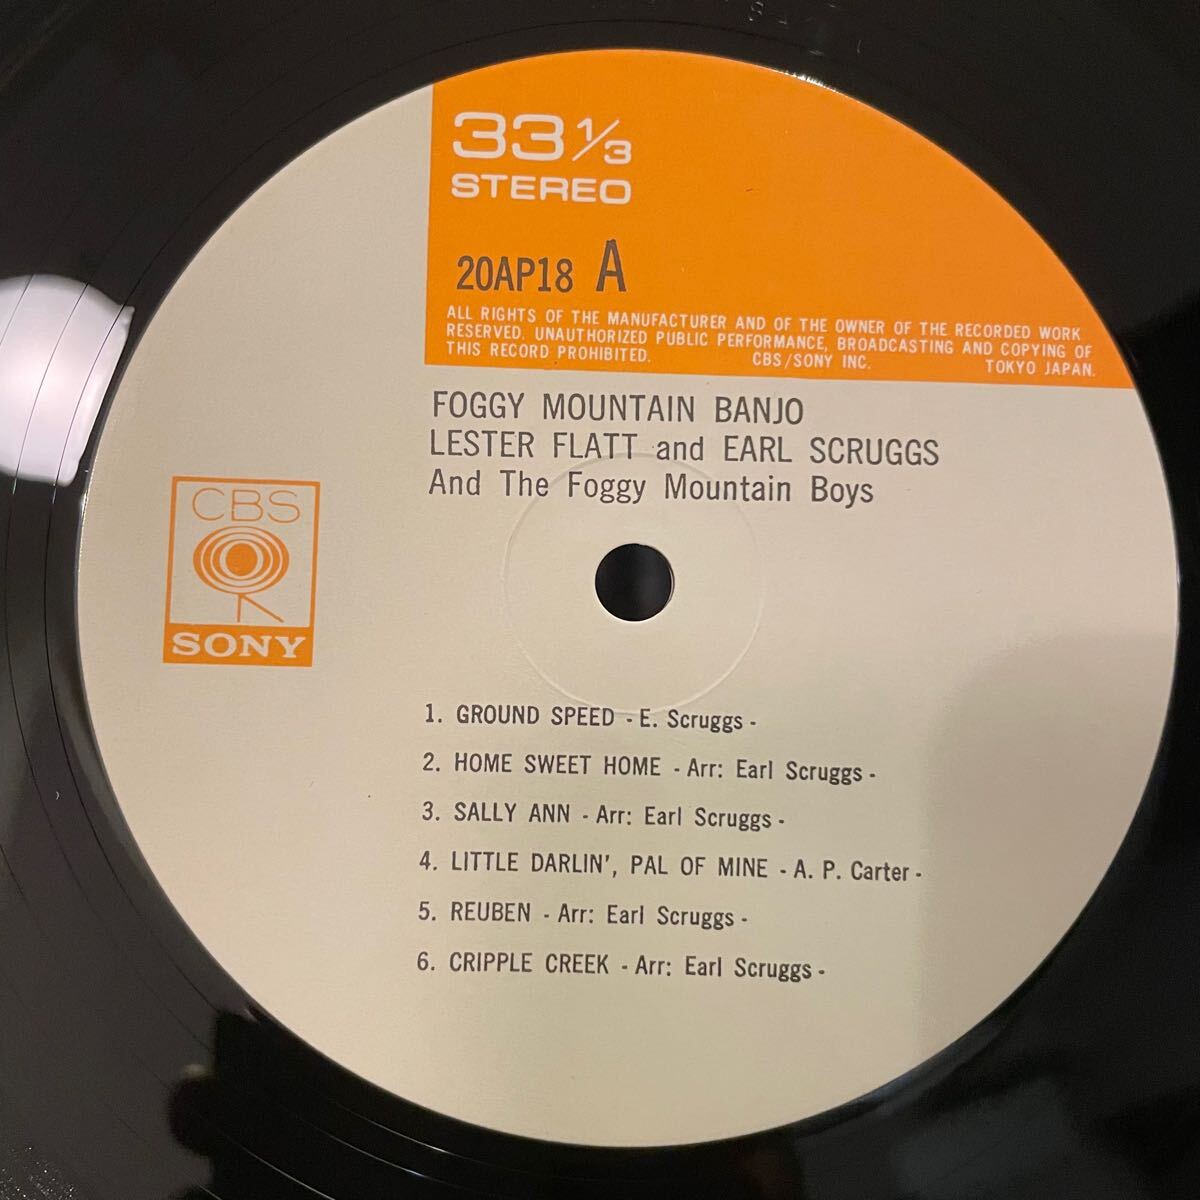 33 1/3
STEREO
20AP18 A
ALL RIGHTS OF THE MANUFACTURER AND OF THE OWNER OF THE RECORDED WORK
RESERVED. UNAUTHORIZED PUBLIC PERFORMANCE, BROADCASTING AND COPYING OF
THIS RECORD PROHIBITED. CBS/SONY INC. TOKYO JAPAN.
FOGGY MOUNTAIN BANJO
LESTER FLATT and EARL SCRUGGS
And The Foggy Mountain Boys
CBS
SONY
1. GROUND SPEED - E. Scruggs -
2. HOME SWEET HOME - Arr: Earl Scruggs -
3. SALLY ANN - Arr: Earl Scruggs -
4. LITTLE DARLIN', PAL OF MINE - A. P. Carter -
5. REUBEN - Arr: Earl Scruggs -
6. CRIPPLE CREEK - Arr: Earl Scruggs -